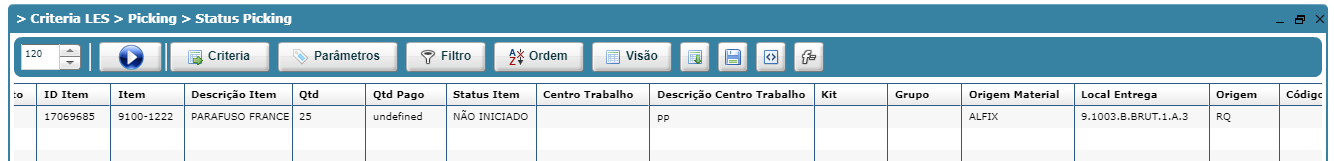 > Criteria LES > Picking > Status Picking
120 Criteria Parâmetros Filtro Ordem Visão
to ID Item Item Descrição Item Qtd Qtd Pago Status Item Centro Trabalho Descrição Centro Trabalho Kit Grupo Origem Material Local Entrega Origem Código
17069685 9100-1222 PARAFUSO FRANCE 25 undefined NÃO INICIADO pp ALFIX 9.1003.B.BRUT.1.A.3 RQ